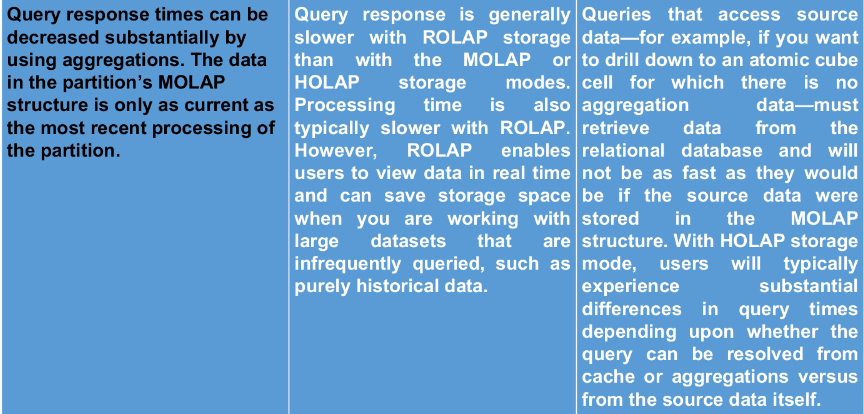 Query response times can be
decreased substantially by
using aggregations. The data
in the partition’s MOLAP
structure is only as current as
the most recent processing of
the partition.
Query response is generally
slower with ROLAP storage
than with the MOLAP or
HOLAP storage modes.
Processing time is also
typically slower with ROLAP.
However, ROLAP enables
users to view data in real time
and can save storage space
when you are working with
large datasets that are
infrequently queried, such as
purely historical data.
Queries that access source
data—for example, if you want
to drill down to an atomic cube
cell for which there is no
aggregation data—must
retrieve data from the
relational database and will
not be as fast as they would
be if the source data were
stored in the MOLAP
structure. With HOLAP storage
mode, users will typically
experience substantial
differences in query times
depending upon whether the
query can be resolved from
cache or aggregations versus
from the source data itself.